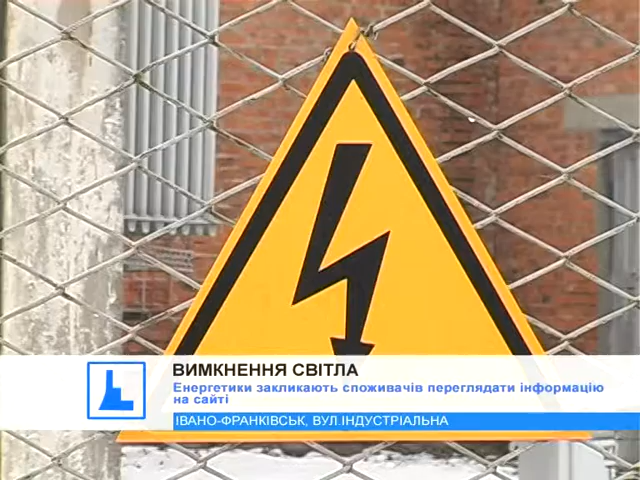 ВИМКНЕННЯ СВІТЛА
Енергетики закликають споживачів переглядати інформацію
на сайті
ІВАНО-ФРАНКІВСЬК, ВУЛ.ІНДУСТРІАЛЬНА